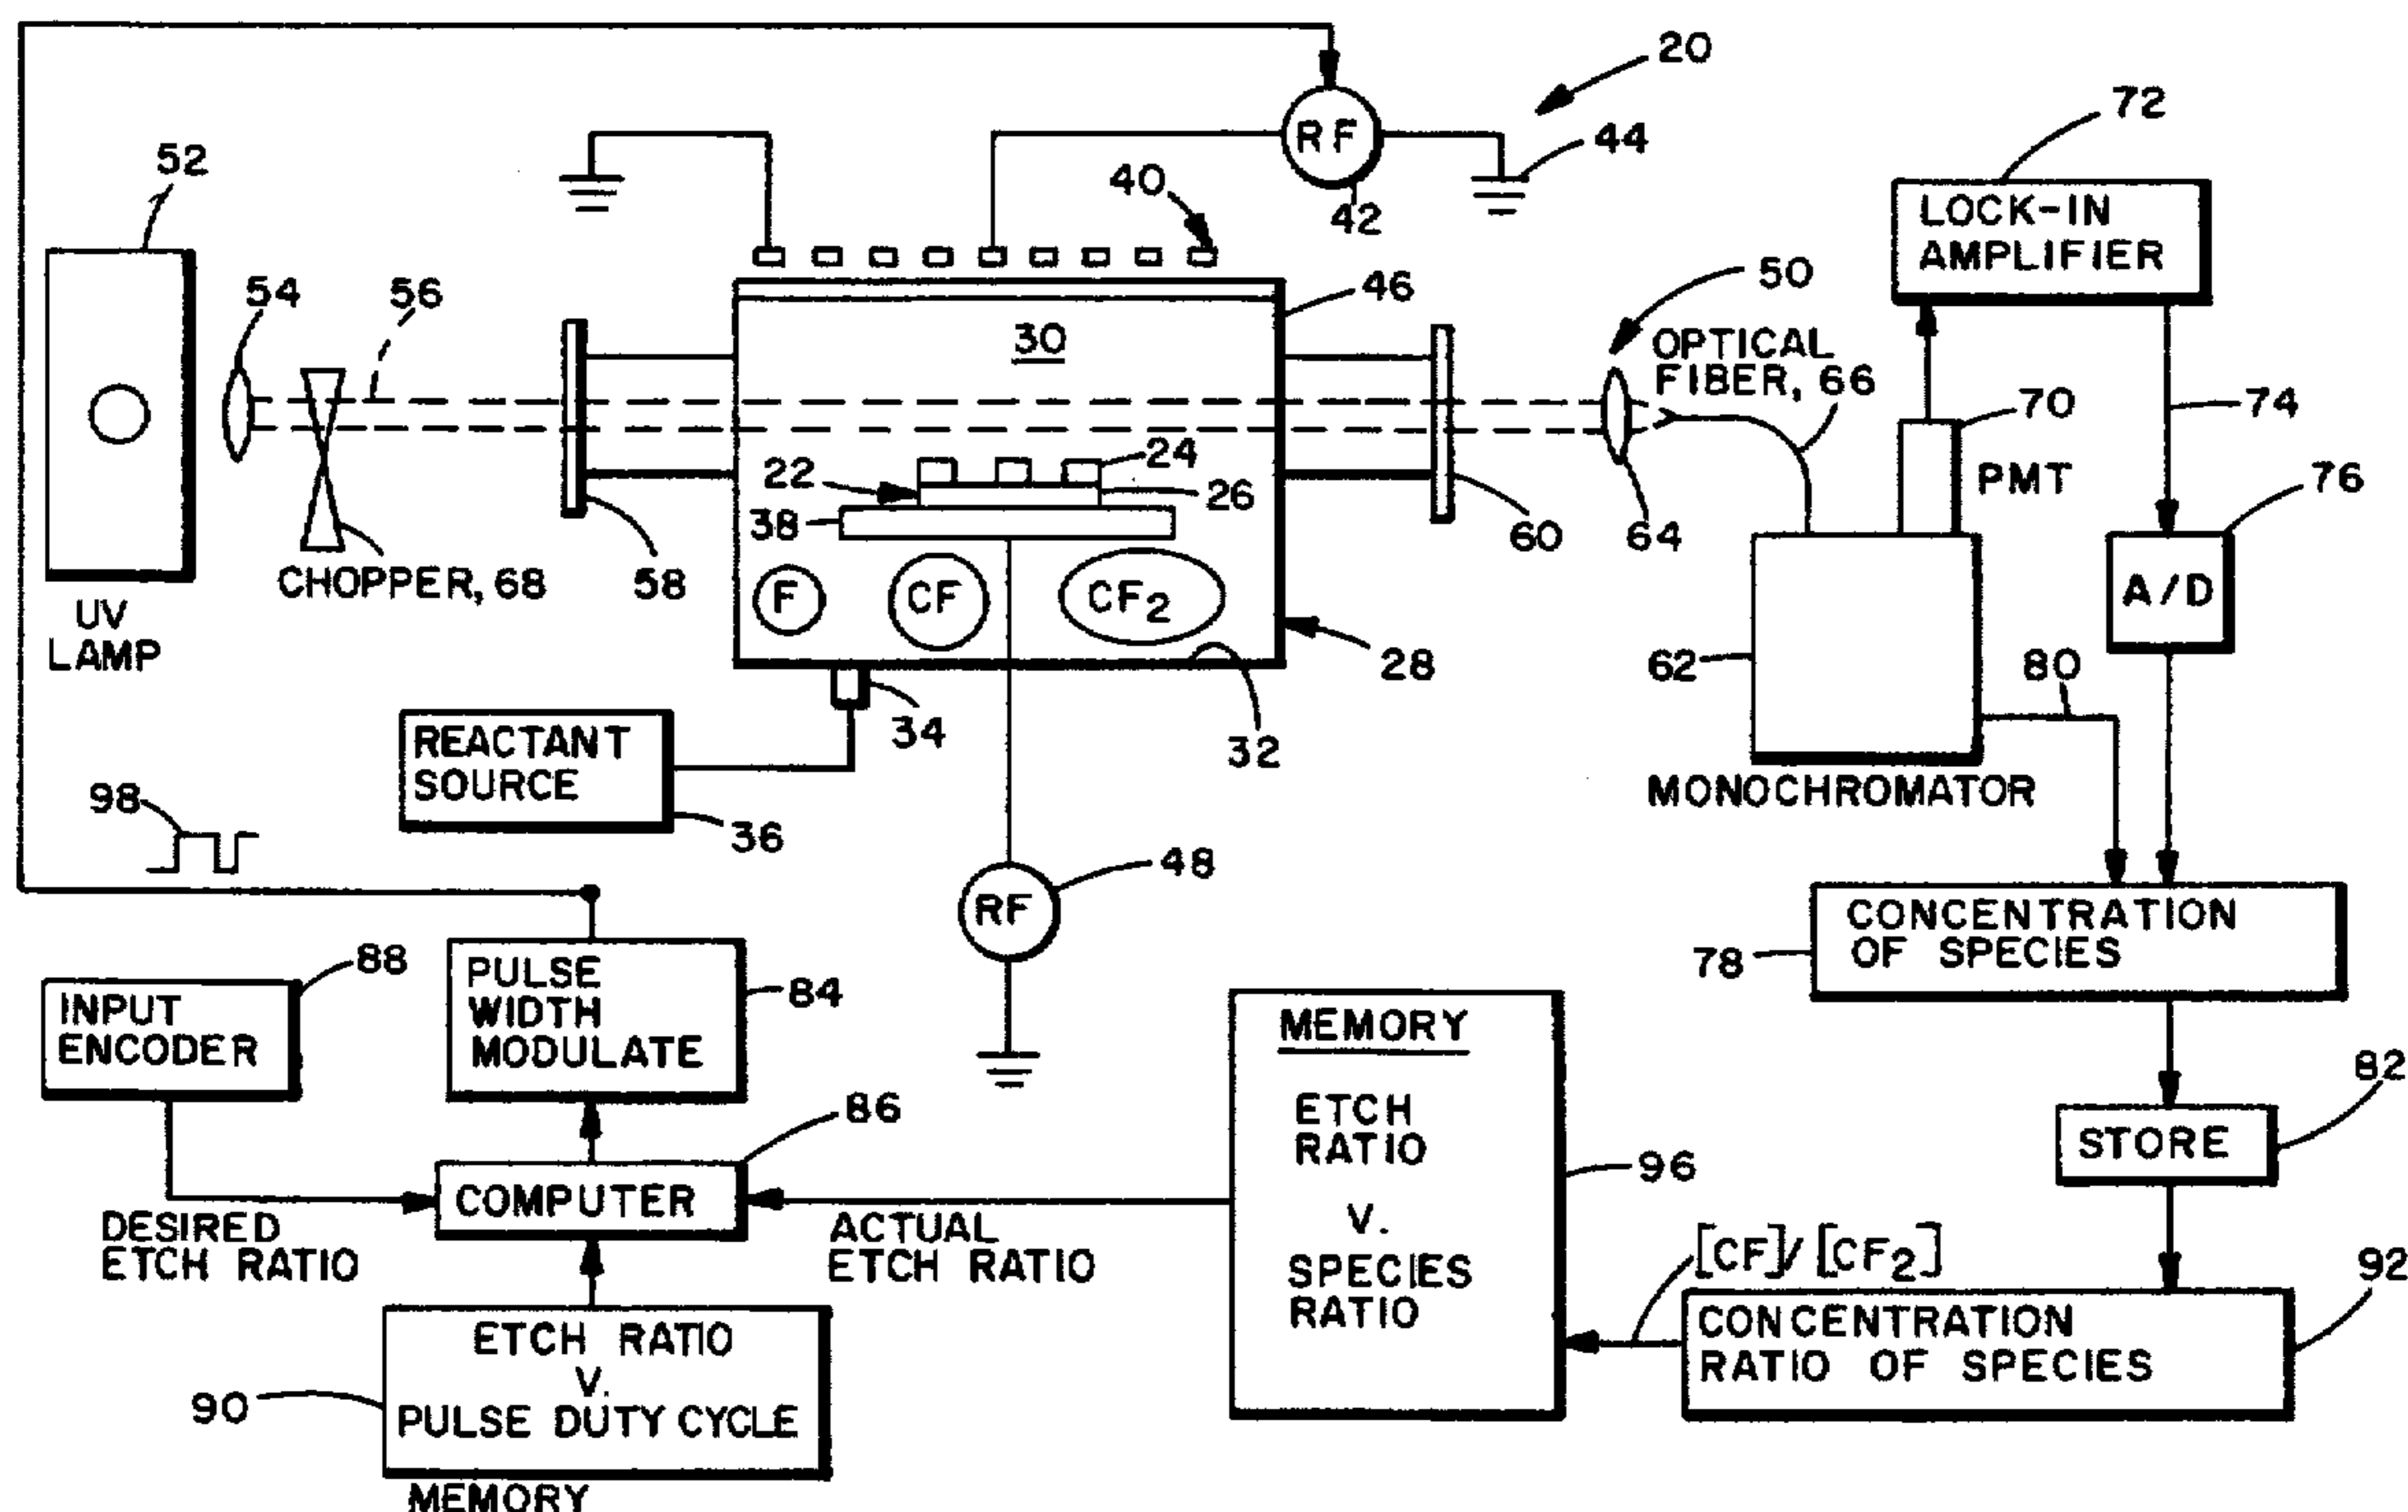 20
72
52
44
40
RF
42
LOCK-IN
AMPLIFIER
54
56
46
50
30
OPTICAL
FIBER, 66
70
74
24
22
26
PMT
76
38
60
64
CHOPPER, 68
58
F
CF
CF2
A/D
UV
LAMP
28
62
80
34
32
REACTANT
SOURCE
36
MONOCHROMATOR
98
48
RF
CONCENTRATION
OF SPECIES
78
88
PULSE
WIDTH
MODULATE
84
INPUT
ENCODER
MEMORY
ETCH
RATIO
V.
SPECIES
RATIO
96
82
STORE
86
COMPUTER
DESIRED
ETCH RATIO
ACTUAL
ETCH RATIO
[CF]/[CF2]
92
CONCENTRATION
RATIO OF SPECIES
ETCH RATIO
V.
PULSE DUTY CYCLE
90
MEMORY